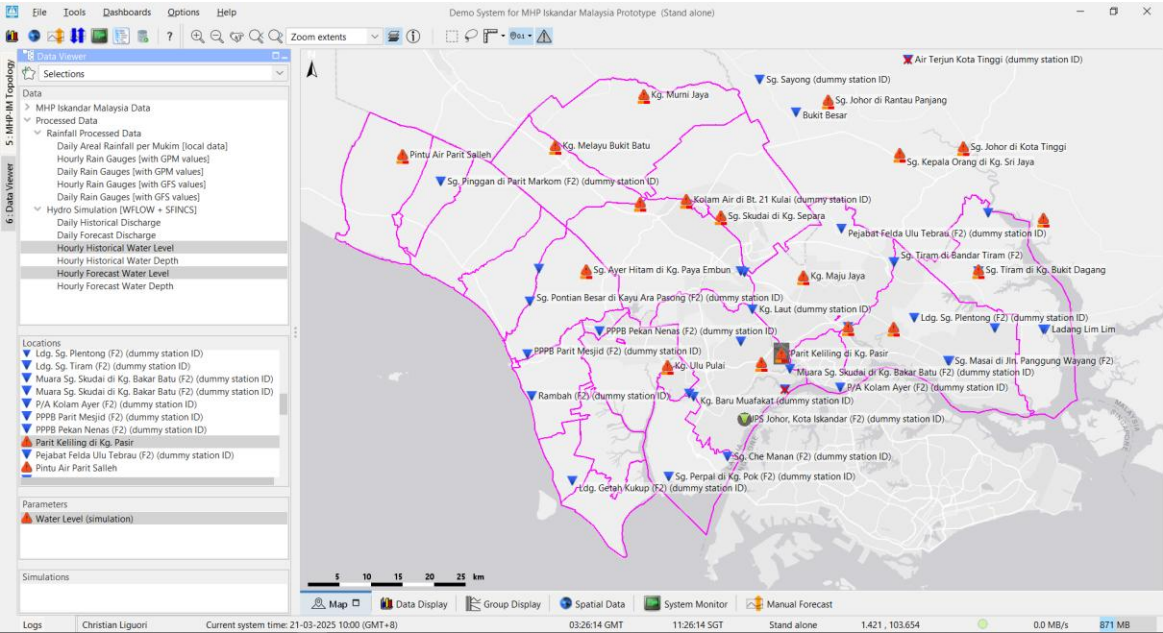 File Tools Dashboards Options Help
Demo System for MHP Iskandar Malaysia Prototype (Stand alone)
Zoom extents
5 : MHP-IM Topology
6 : Data Viewer
Data Viewer
Selections
Data
MHP Iskandar Malaysia Data
Processed Data
Rainfall Processed Data
Daily Areal Rainfall per Mukim [local data]
Hourly Rain Gauges [with GPM values]
Daily Rain Gauges [with GPM values]
Hourly Rain Gauges [with GFS values]
Daily Rain Gauges [with GFS values]
Hydro Simulation [WFLOW + SFINCS]
Daily Historical Discharge
Daily Forecast Discharge
Hourly Historical Water Level
Hourly Historical Water Depth
Hourly Forecast Water Level
Hourly Forecast Water Depth
Locations
Ldg. Sg. Plentong (F2) (dummy station ID)
Ldg. Sg. Tiram (F2) (dummy station ID)
Muara Sg. Skudai di Kg. Bakar Batu (F2) (dummy station ID)
Muara Sg. Skudai di Kg. Bakar Batu (F2) (dummy station ID)
P/A Kolam Ayer (F2) (dummy station ID)
PPPB Parit Mesjid (F2) (dummy station ID)
PPPB Pekan Nenas (F2) (dummy station ID)
Parit Keliling di Kg. Pasir
Pejabat Felda Ulu Tebrau (F2) (dummy station ID)
Pintu Air Parit Salleh
Parameters
Water Level (simulation)
Simulations
Air Terjun Kota Tinggi (dummy station ID)
Sg. Sayong (dummy station ID)
Kg. Murni Jaya
Sg. Johor di Rantau Panjang
Bukit Besar
Kg. Melayu Bukit Batu
Sg. Johor di Kota Tinggi
Pintu Air Parit Salleh
Sg. Kepala Orang di Kg. Sri Jaya
Sg. Pinggan di Parit Markom (F2) (dummy station ID)
Kolam Air di Bt. 21 Kulai (dummy station ID)
Sg. Skudai di Kg. Separa
Pejabat Felda Ulu Tebrau (F2) (dummy station ID)
Sg. Tiram di Bandar Tiram (F2)
Sg. Ayer Hitam di Kg. Paya Embun
Sg. Tiram di Kg. Bukit Dagang
Kg. Maju Jaya
Sg. Pontian Besar di Kayu Ara Pasong (F2) (dummy station ID)
Kg. Laut (dummy station ID)
Ldg. Sg. Plentong (F2) (dummy station ID)
PPPB Pekan Nenas (F2) (dummy station ID)
Ladang Lim Lim
PPPB Parit Mesjid (F2) (dummy station ID)
Parit Keliling di Kg. Pasir
Sg. Masai di Jln. Panggung Wayang (F2)
Kg. Ulu Pulai
Muara Sg. Skudai di Kg. Bakar Batu (F2) (dummy station ID)
P/A Kolam Ayer (F2) (dummy station ID)
Rambah (F2) (dummy station ID)
Kg. Baru Muafakat (dummy station ID)
JPS Johor, Kota Iskandar (F2) (dummy station ID)
MALAYSIA
SINGAPORE
Sg. Che Manan (F2) (dummy station ID)
Sg. Perpal di Kg. Pok (F2) (dummy station ID)
Ldg. Getah Kukup (F2) (dummy station ID)
5 10 15 20 25 km
Map Data Display Group Display Spatial Data System Monitor Manual Forecast
Logs Christian Liguori Current system time: 21-03-2025 10:00 (GMT+8) 03:26:14 GMT 11:26:14 SGT Stand alone 1.421 , 103.654 0.0 MB/s 871 MB